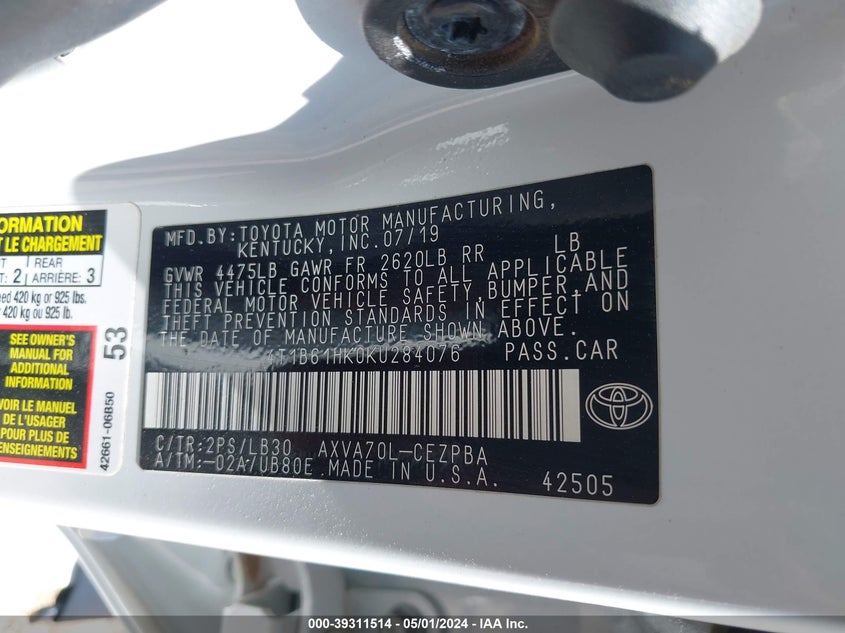 ORMATION
T LE CHARGEMENT
T REAR
T: 2 ARRIÈRE: 3
eed 420 kg or 925 lbs.
r 420 kg ou 925 lb.
SEE OWNER'S
MANUAL FOR
ADDITIONAL
INFORMATION
VOIR LE MANUEL
DE L'USAGER
POUR PLUS DE
RENSEIGNEMENTS
53
42661-06B50
MFD.BY:TOYOTA MOTOR MANUFACTURING,
KENTUCKY, INC. 07/19
GVWR 4475LB GAWR FR 2620LB RR LB
THIS VEHICLE CONFORMS TO ALL APPLICABLE
FEDERAL MOTOR VEHICLE SAFETY, BUMPER, AND
THEFT PREVENTION STANDARDS IN EFFECT ON
THE DATE OF MANUFACTURE SHOWN ABOVE.
4T1B61HK0KU284076 PASS.CAR
C/TR:2PS/LB30 AXVA70L-CEZPBA
A/TM:-02A/UB80E MADE IN U.S.A.
42505
000-39311514 - 05/01/2024 - IAA Inc.